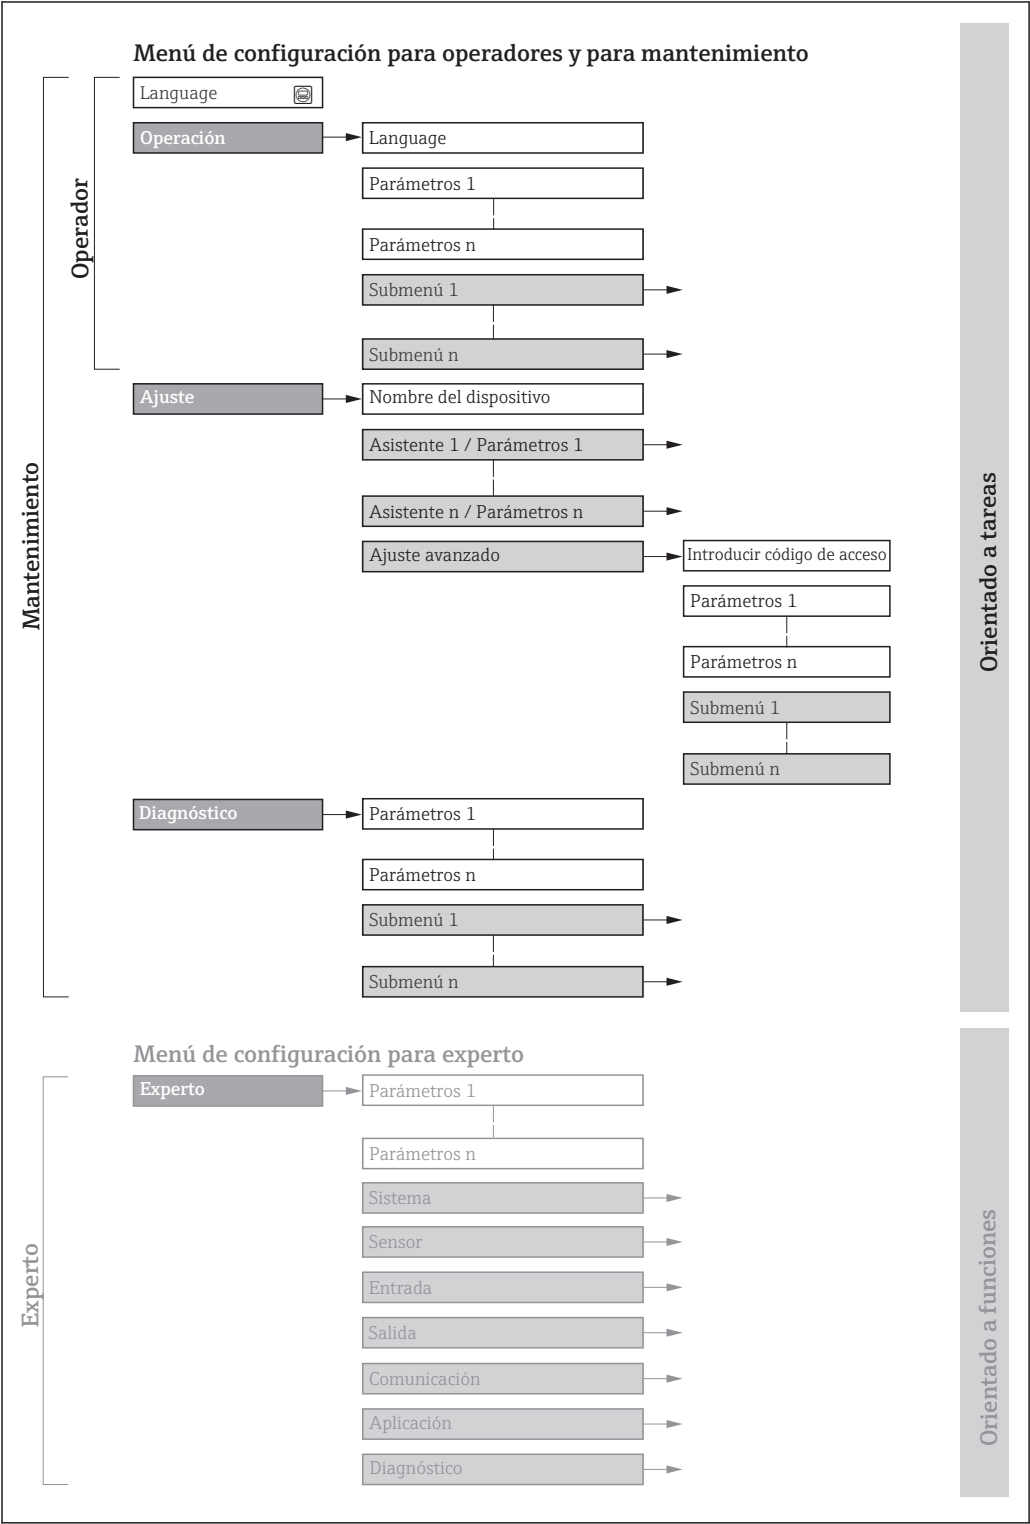 Menú de configuración para operadores y para mantenimiento
Mantenimiento
Operador
Language
Operación
Language
Parámetros 1
Parámetros n
Submenú 1
Submenú n
Ajuste
Nombre del dispositivo
Asistente 1 / Parámetros 1
Asistente n / Parámetros n
Ajuste avanzado
Introducir código de acceso
Parámetros 1
Parámetros n
Submenú 1
Submenú n
Diagnóstico
Parámetros 1
Parámetros n
Submenú 1
Submenú n
Orientado a tareas
Menú de configuración para experto
Experto
Experto
Parámetros 1
Parámetros n
Sistema
Sensor
Entrada
Salida
Comunicación
Aplicación
Diagnóstico
Orientado a funciones